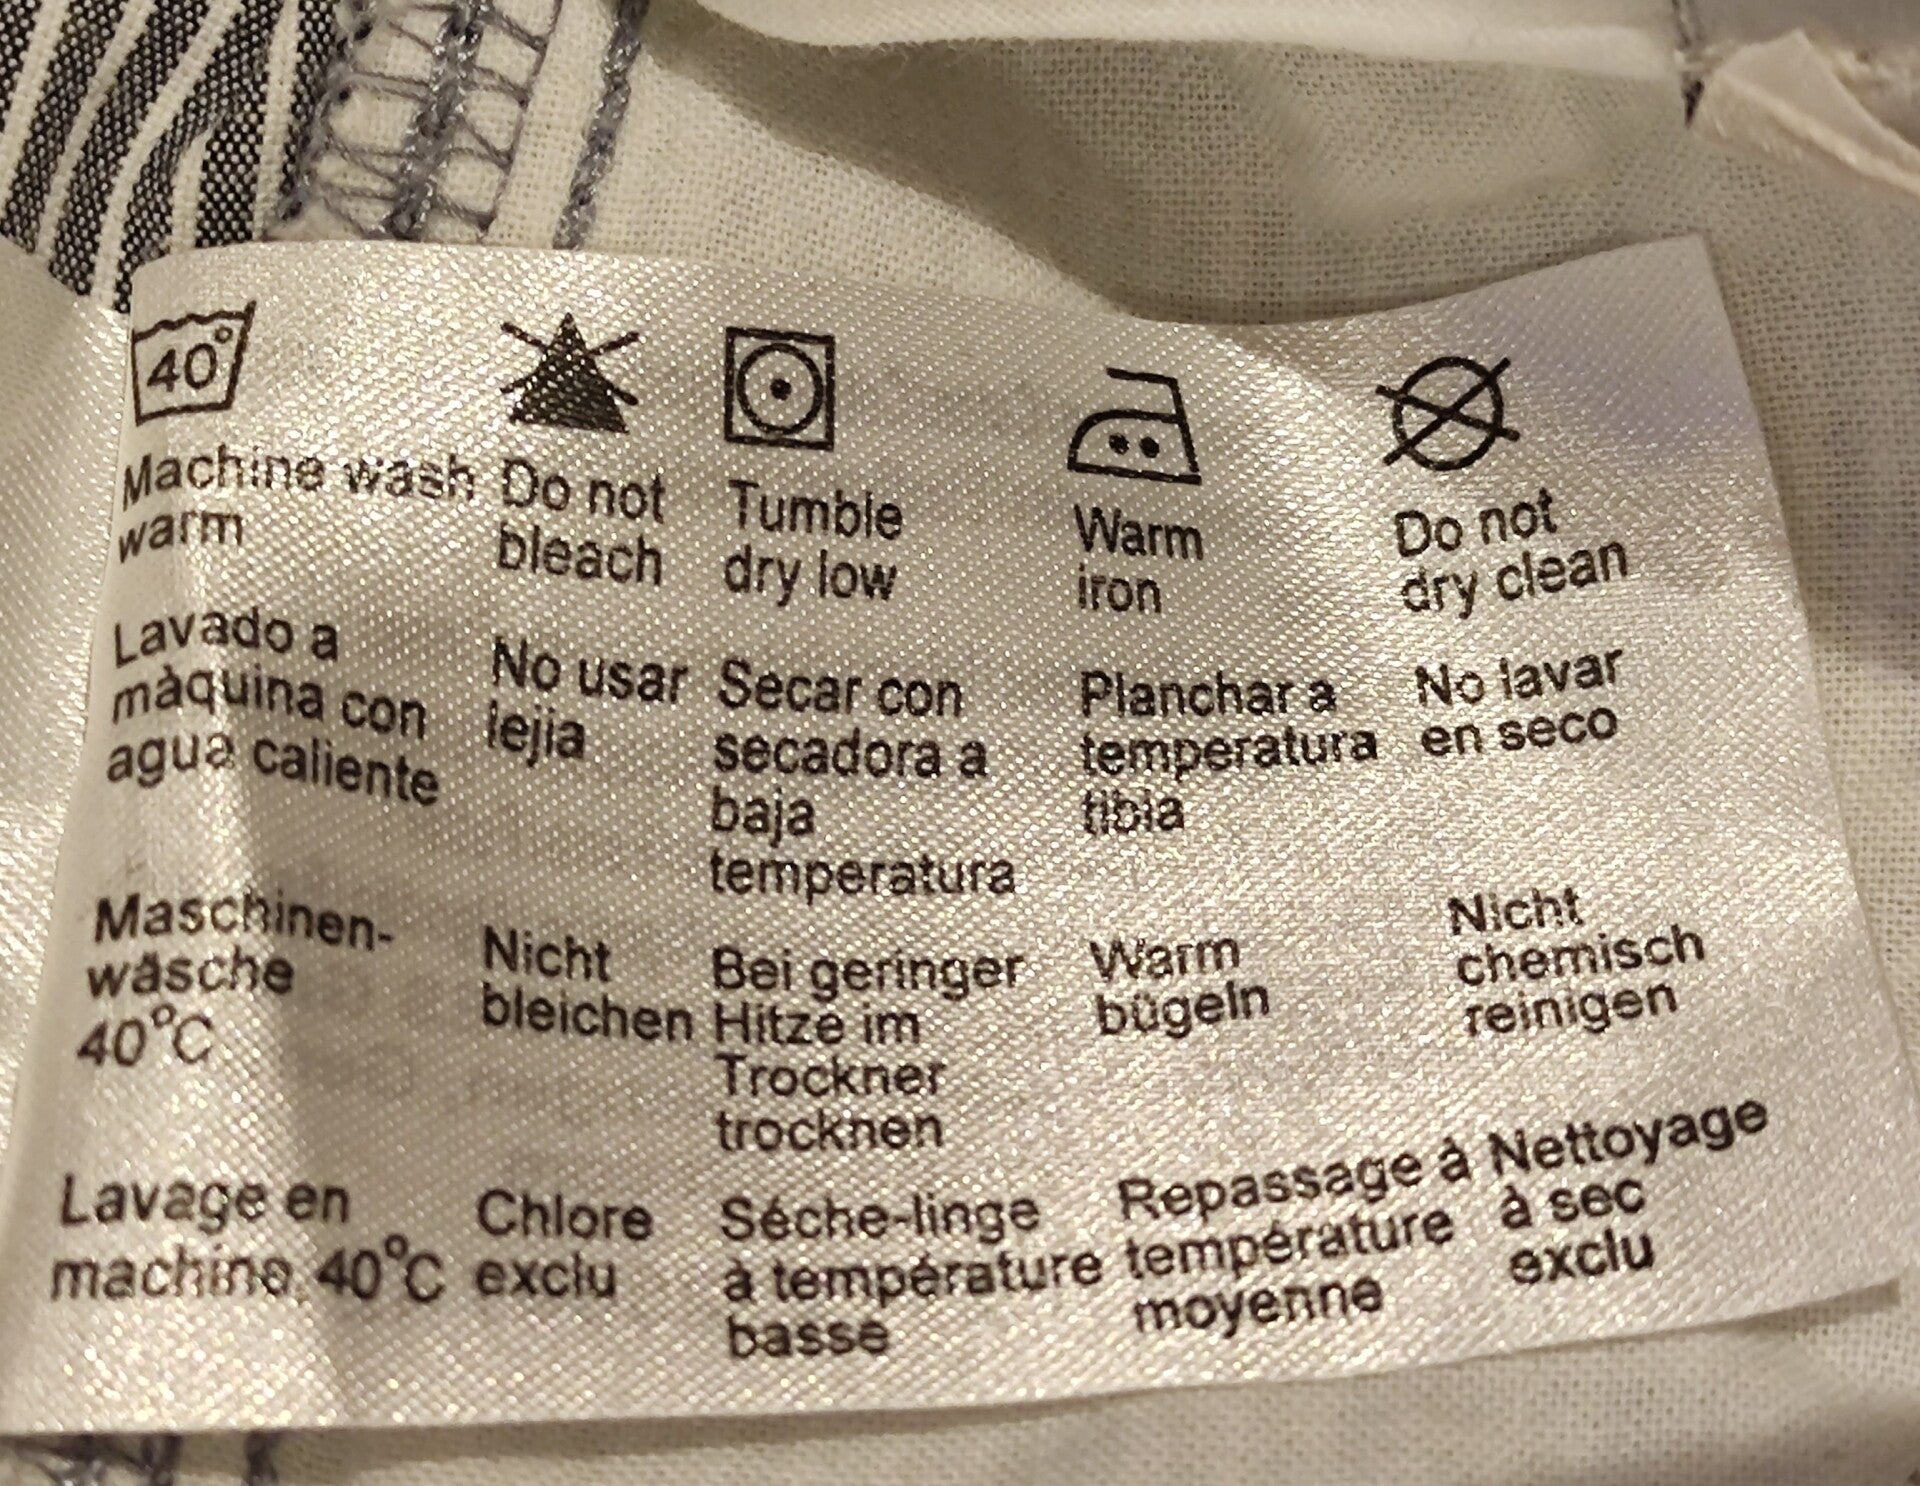 40°
Machine wash
warm
Do not
bleach
Tumble
dry low
Warm
iron
Do not
dry clean
Lavado a
màquina con
agua caliente
No usar
lejia
Secar con
secadora a
baja
temperatura
Planchar a
temperatura
tibia
No lavar
en seco
Maschinen-
wäsche
40°C
Nicht
bleichen
Bei geringer
Hitze im
Trockner
trocknen
Warm
bügeln
Nicht
chemisch
reinigen
Lavage en
machine, 40°C
Chlore
exclu
Séche-linge
à température
basse
Repassage à
température
moyenne
Nettoyage
à sec
exclu